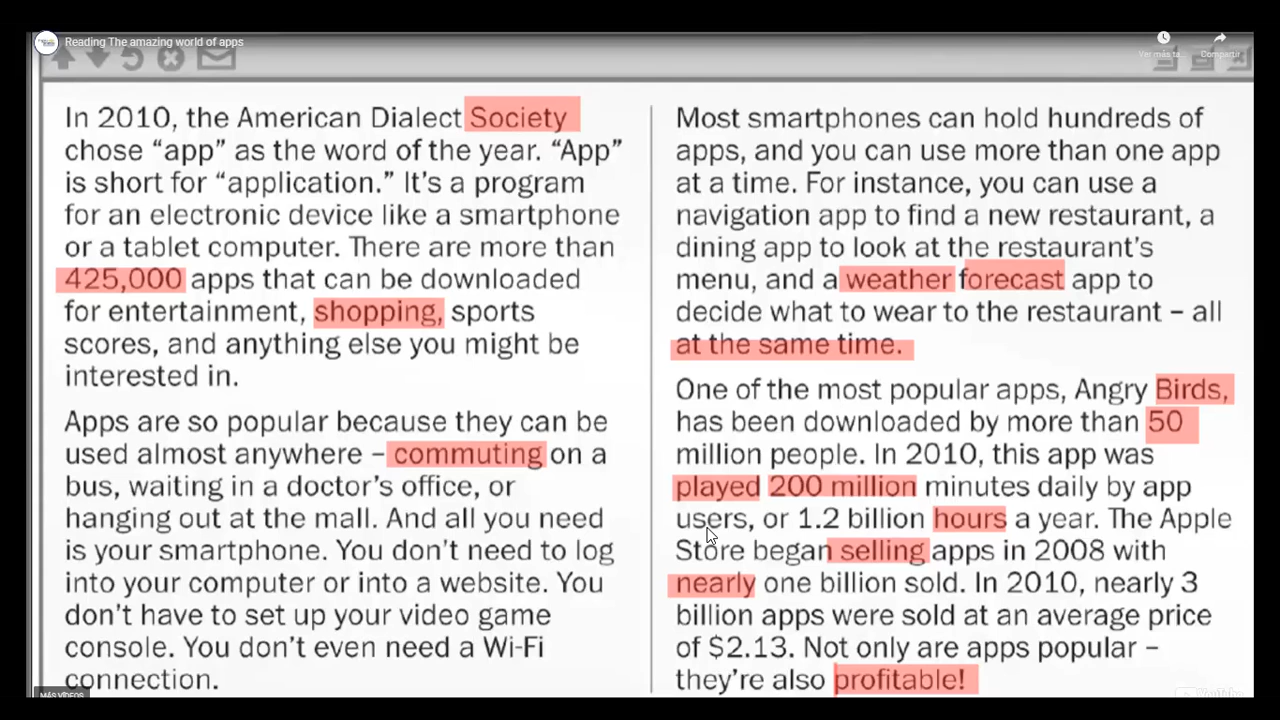 Reading The amazing world of apps
Ver más ta...
Compartir
In 2010, the American Dialect Society
chose “app” as the word of the year. “App”
is short for “application.” It’s a program
for an electronic device like a smartphone
or a tablet computer. There are more than
425,000 apps that can be downloaded
for entertainment, shopping, sports
scores, and anything else you might be
interested in.
Apps are so popular because they can be
used almost anywhere – commuting on a
bus, waiting in a doctor’s office, or
hanging out at the mall. And all you need
is your smartphone. You don’t need to log
into your computer or into a website. You
don’t have to set up your video game
console. You don’t even need a Wi-Fi
connection.
Most smartphones can hold hundreds of
apps, and you can use more than one app
at a time. For instance, you can use a
navigation app to find a new restaurant, a
dining app to look at the restaurant’s
menu, and a weather forecast app to
decide what to wear to the restaurant – all
at the same time.
One of the most popular apps, Angry Birds,
has been downloaded by more than 50
million people. In 2010, this app was
played 200 million minutes daily by app
users, or 1.2 billion hours a year. The Apple
Store began selling apps in 2008 with
nearly one billion sold. In 2010, nearly 3
billion apps were sold at an average price
of $2.13. Not only are apps popular –
they’re also profitable!
MÁS VÍDEOS
YouTube